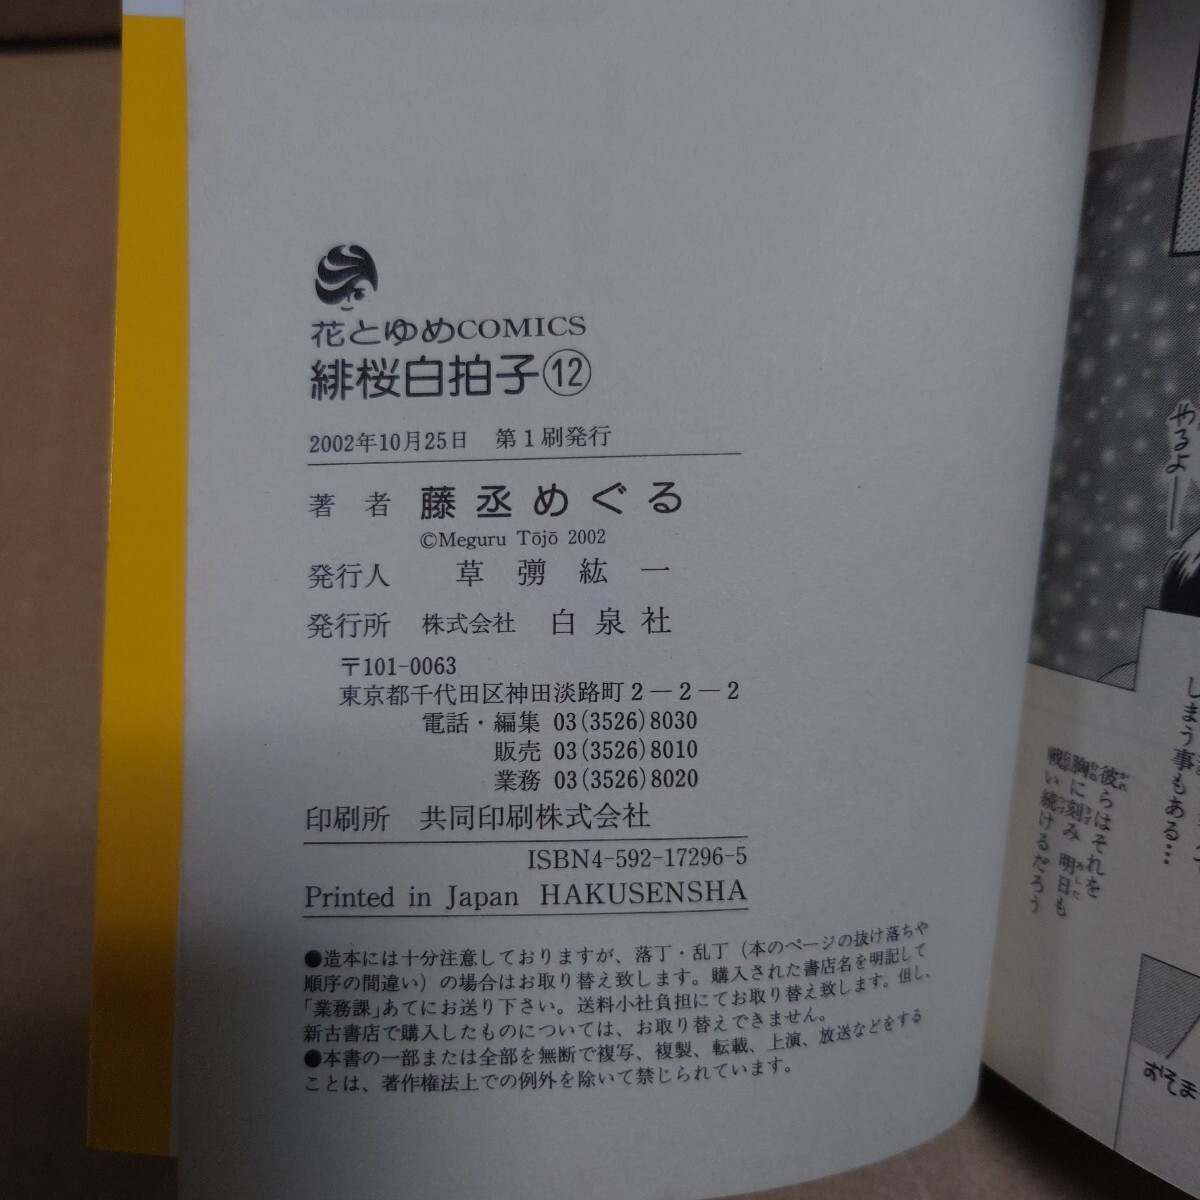 花とゆめCOMICS
緋桜白拍子⑫
2002年10月25日 第1刷発行
著者 藤丞めぐる
©Meguru Tōjō 2002
発行人 草彅紘一
発行所 株式会社 白泉社
〒101-0063
東京都千代田区神田淡路町2-2-2
電話・編集 03(3526)8030
販売 03(3526)8010
業務 03(3526)8020
印刷所 共同印刷株式会社
ISBN4-592-17296-5
Printed in Japan HAKUSENSHA
●造本には十分注意しておりますが、落丁・乱丁(本のページの抜け落ちや
順序の間違い)の場合はお取り替え致します。購入された書店名を明記して
「業務課」あてにお送り下さい。送料小社負担にてお取り替え致します。但し、
新古書店で購入したものについては、お取り替えできません。
●本書の一部または全部を無断で複写、複製、転載、上演、放送などをする
ことは、著作権法上での例外を除いて禁じられています。
やるよ──
しまう事もある…
彼らはそれを
胸に刻み 明日も
戦い続けるだろう
おそま